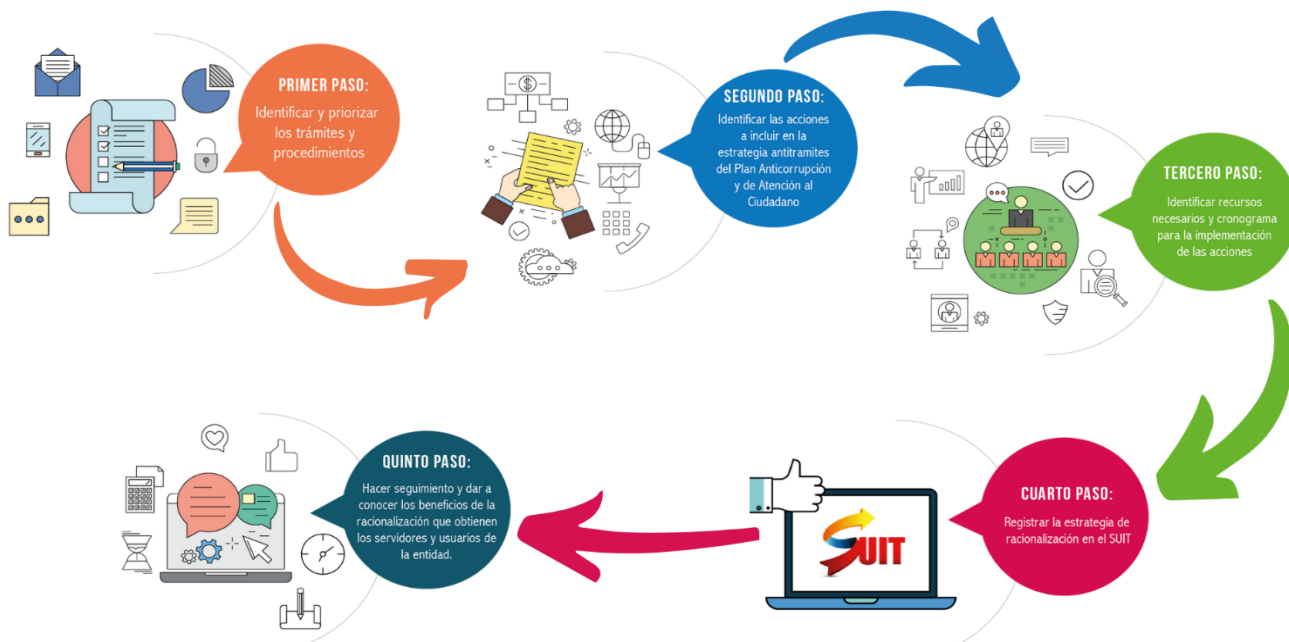 PRIMER PASO:
Identificar y priorizar
los trámites y
procedimientos
SEGUNDO PASO:
Identificar las acciones
a incluir en la
estrategia antitramites
del Plan Anticorrupción
y de Atención al
Ciudadano
TERCERO PASO:
Identificar recursos
necesarios y cronograma
para la implementación
de las acciones
CUARTO PASO:
Registrar la estrategia de
racionalización en el SUIT
SUIT
QUINTO PASO:
Hacer seguimiento y dar a
conocer los beneficios de la
racionalización que obtienen
los servidores y usuarios de
la entidad.